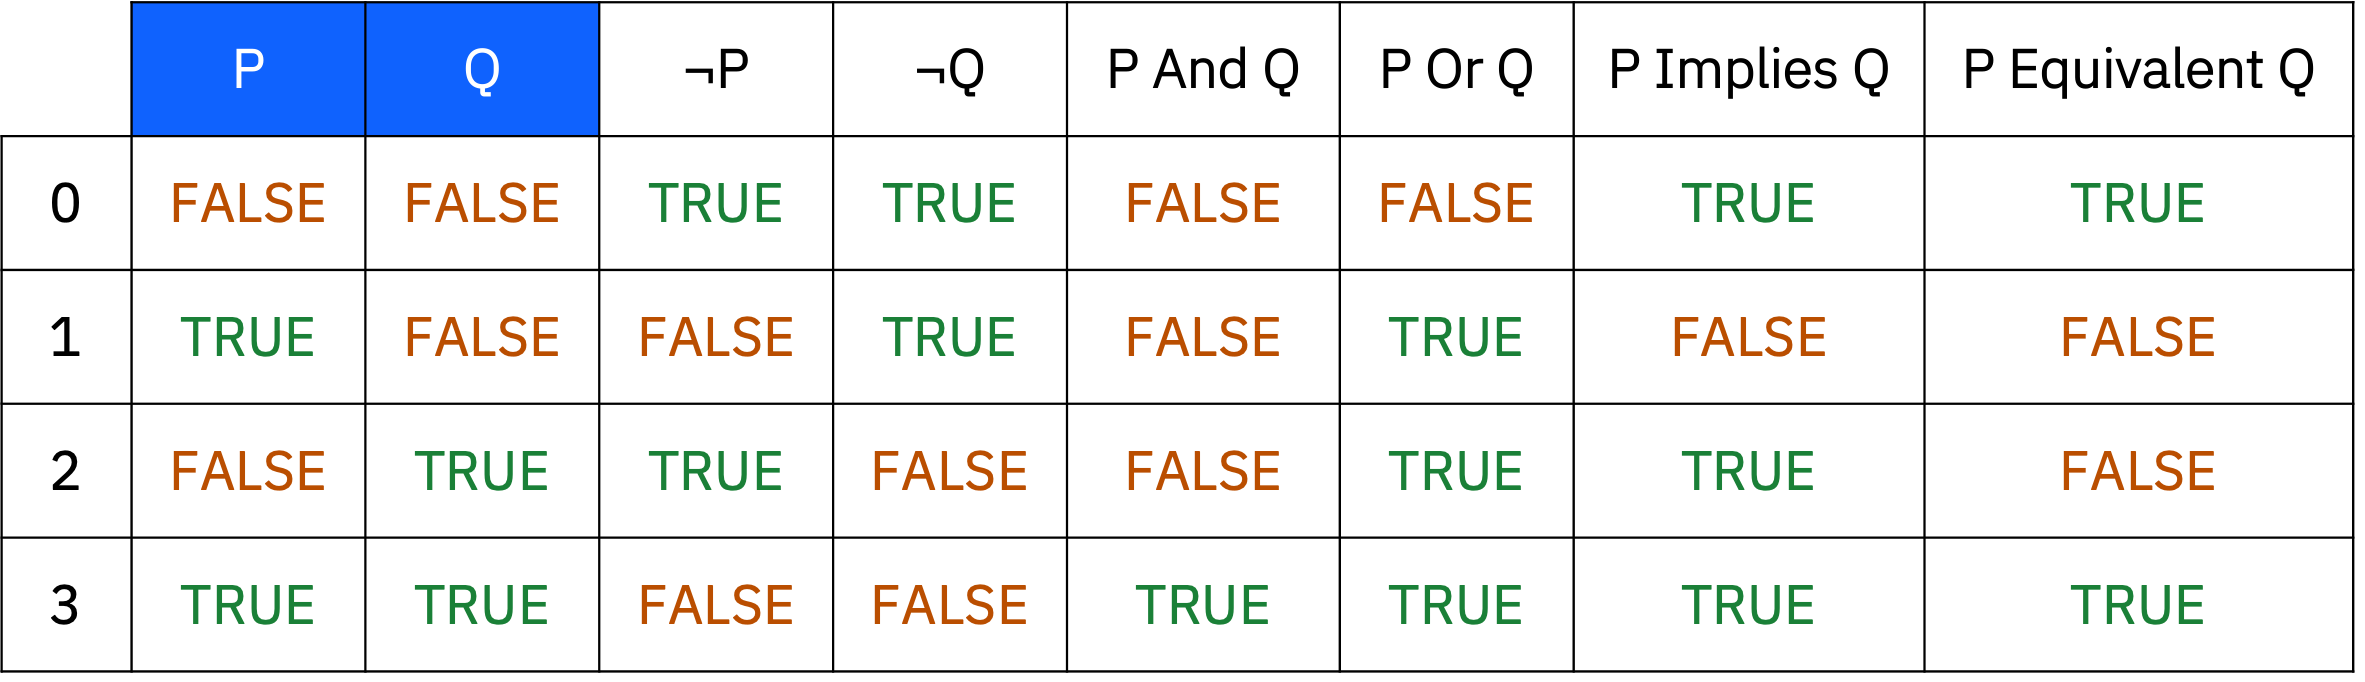 P Q ¬P ¬Q P And Q P Or Q P Implies Q P Equivalent Q
0 FALSE FALSE TRUE TRUE FALSE FALSE TRUE TRUE
1 TRUE FALSE FALSE TRUE FALSE TRUE FALSE FALSE
2 FALSE TRUE TRUE FALSE FALSE TRUE TRUE FALSE
3 TRUE TRUE FALSE FALSE TRUE TRUE TRUE TRUE